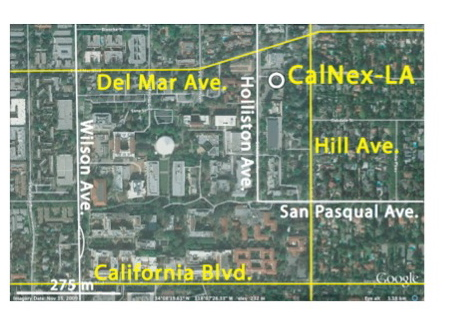 Del Mar Ave.
CalNex-LA
Holliston Ave.
Wilson Ave.
Hill Ave.
San Pasqual Ave.
California Blvd.
275 m
Google